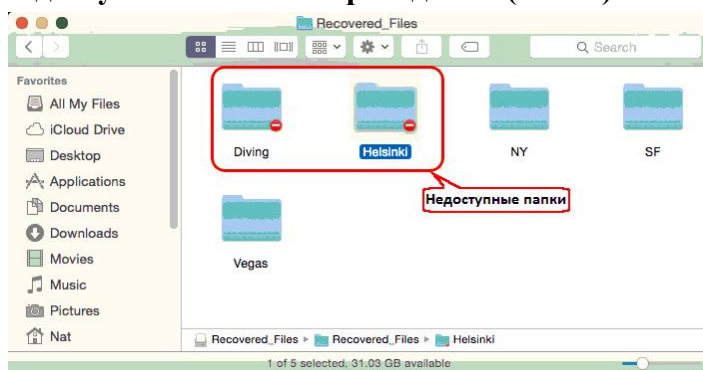 Recovered_Files
Search
Favorites
All My Files
iCloud Drive
Desktop
Applications
Documents
Downloads
Movies
Music
Pictures
Nat
Diving
Helsinki
NY
SF
Недоступные папки
Vegas
Recovered_Files ▸ Recovered_Files ▸ Helsinki
1 of 5 selected, 31.03 GB available